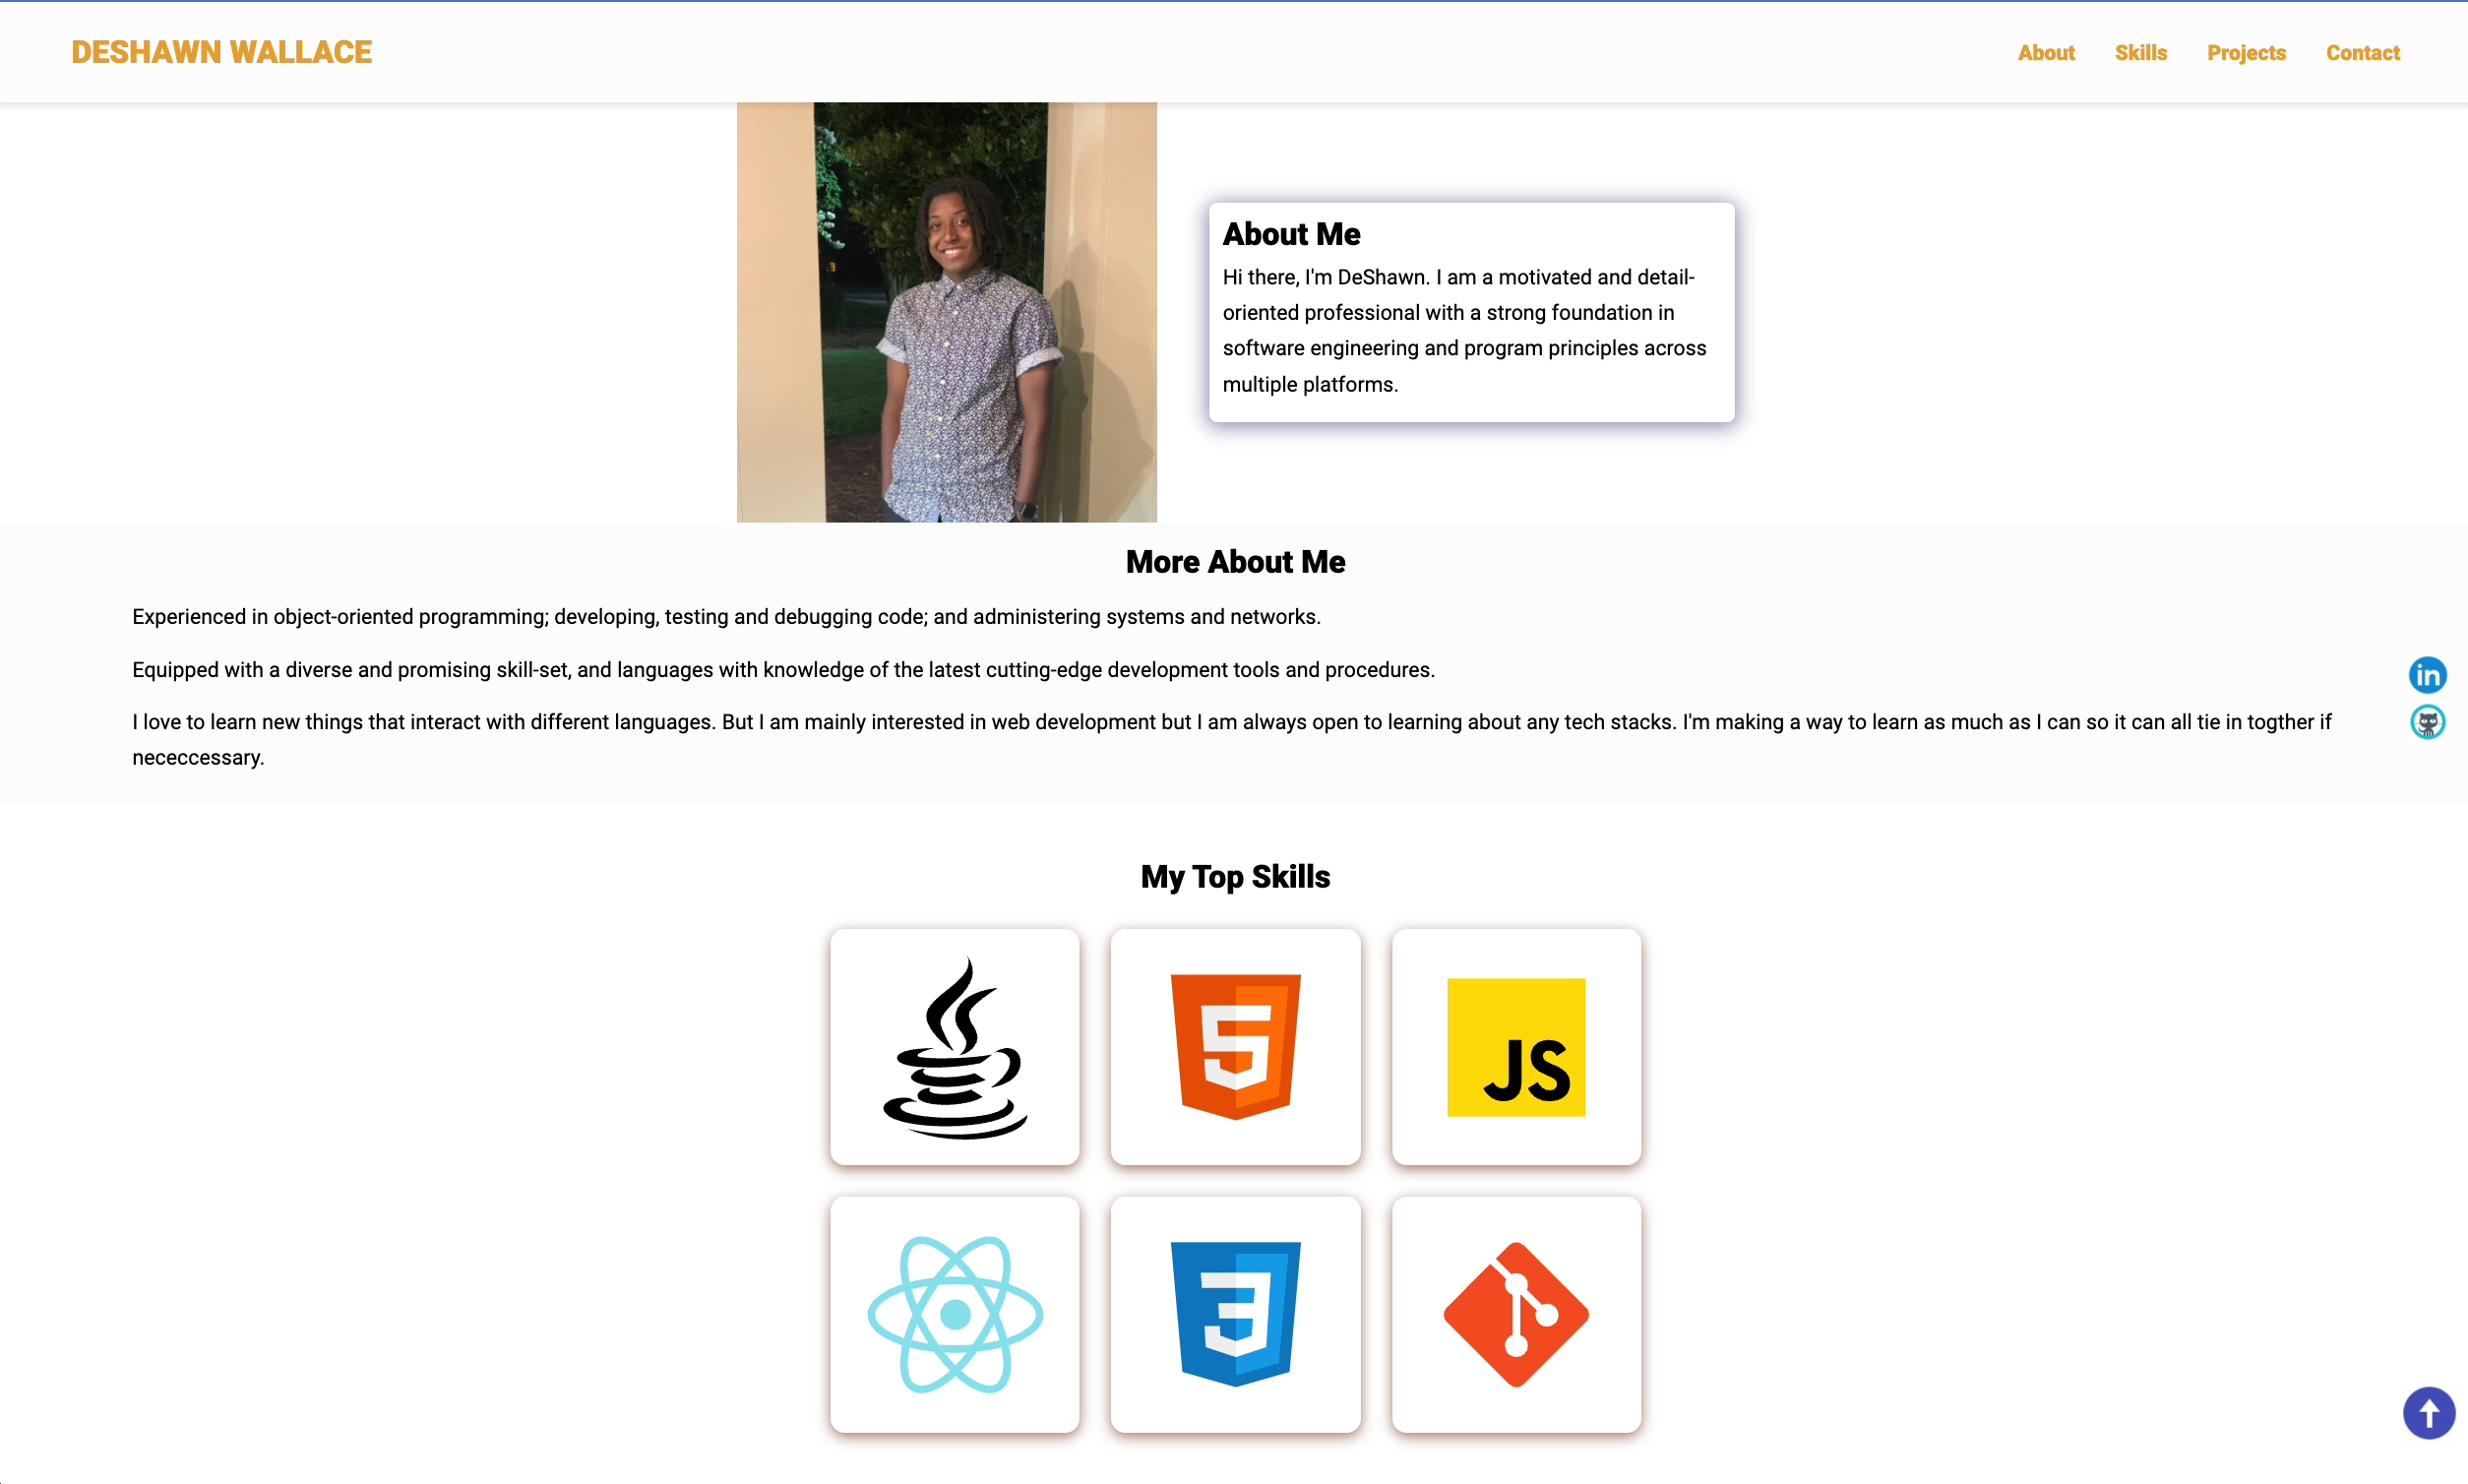 DESHAWN WALLACE
About Skills Projects Contact
About Me
Hi there, I'm DeShawn. I am a motivated and detail-
oriented professional with a strong foundation in
software engineering and program principles across
multiple platforms.
More About Me
Experienced in object-oriented programming; developing, testing and debugging code; and administering systems and networks.
Equipped with a diverse and promising skill-set, and languages with knowledge of the latest cutting-edge development tools and procedures.
I love to learn new things that interact with different languages. But I am mainly interested in web development but I am always open to learning about any tech stacks. I'm making a way to learn as much as I can so it can all tie in togther if
nececcessary.
in
My Top Skills
5
JS
3